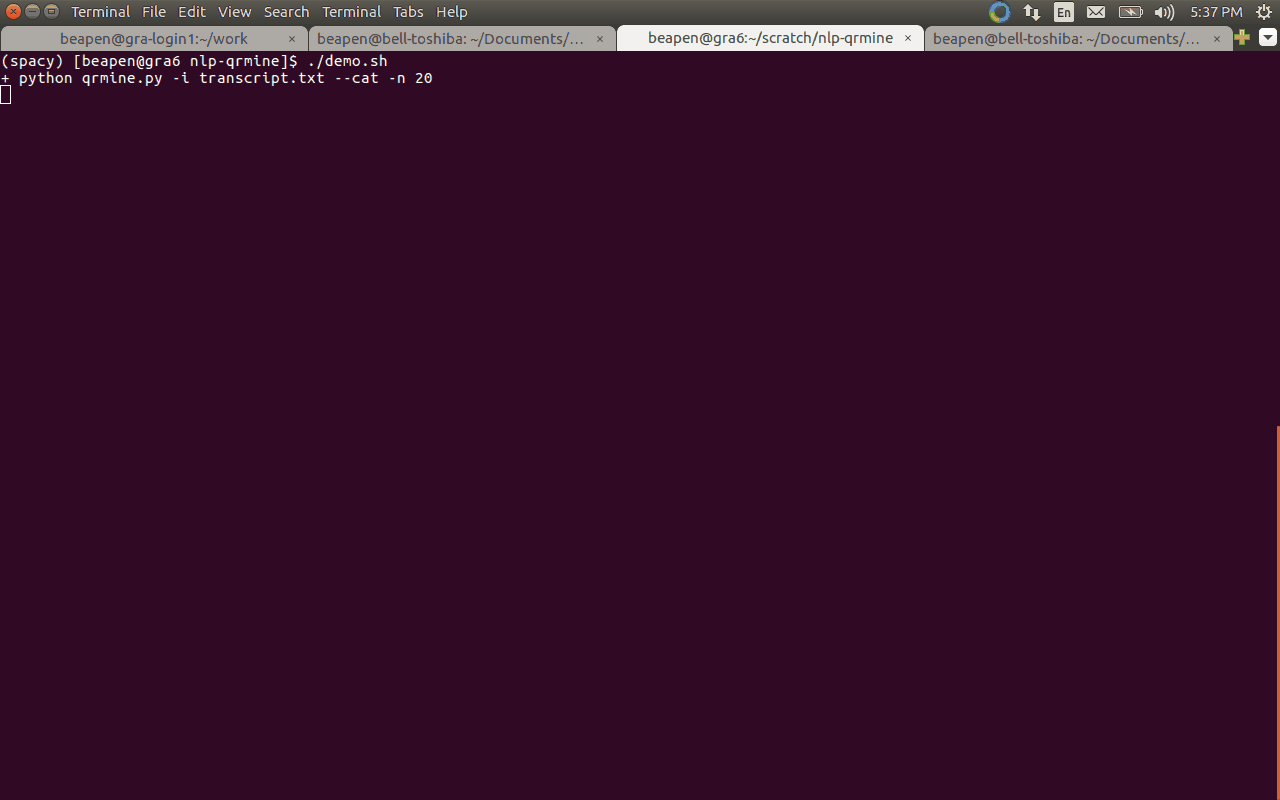 Terminal File Edit View Search Terminal Tabs Help En 5:37 PM
beapen@gra-login1:~/work × beapen@bell-toshiba: ~/Documents/... × beapen@gra6:~/scratch/nlp-qrmine × beapen@bell-toshiba: ~/Documents/... ×
(spacy) [beapen@gra6 nlp-qrmine]$ ./demo.sh
+ python qrmine.py -i transcript.txt --cat -n 20